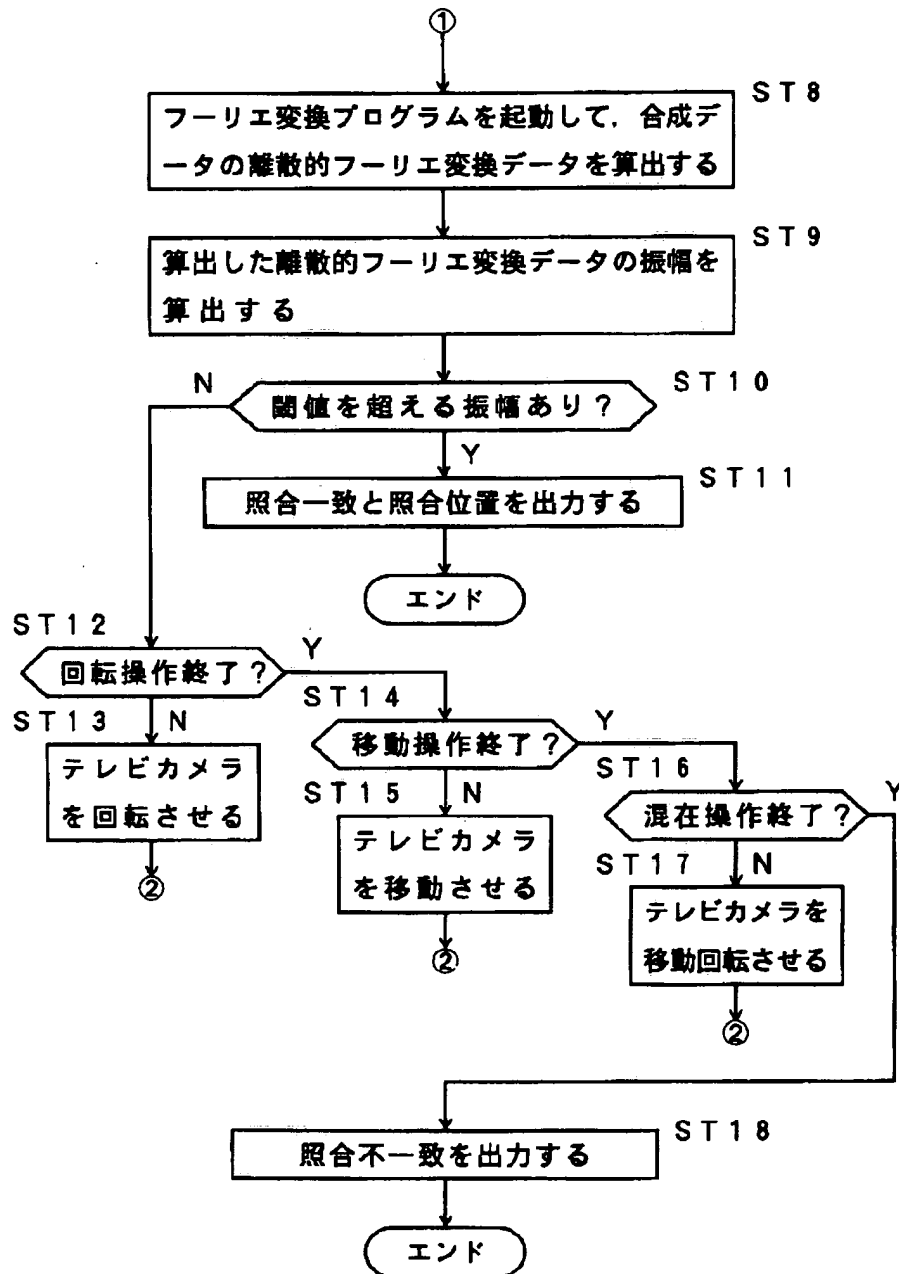 ①
ST8
フーリエ変換プログラムを起動して，合成デ
ータの離散的フーリエ変換データを算出する
ST9
算出した離散的フーリエ変換データの振幅を
算出する
ST10
N
閾値を超える振幅あり？
Y
ST11
照合一致と照合位置を出力する
エンド
ST12
回転操作終了？
Y
ST13
N
テレビカメラ
を回転させる
②
ST14
移動操作終了？
Y
ST15
N
テレビカメラ
を移動させる
②
ST16
混在操作終了？
Y
ST17
N
テレビカメラを
移動回転させる
②
ST18
照合不一致を出力する
エンド